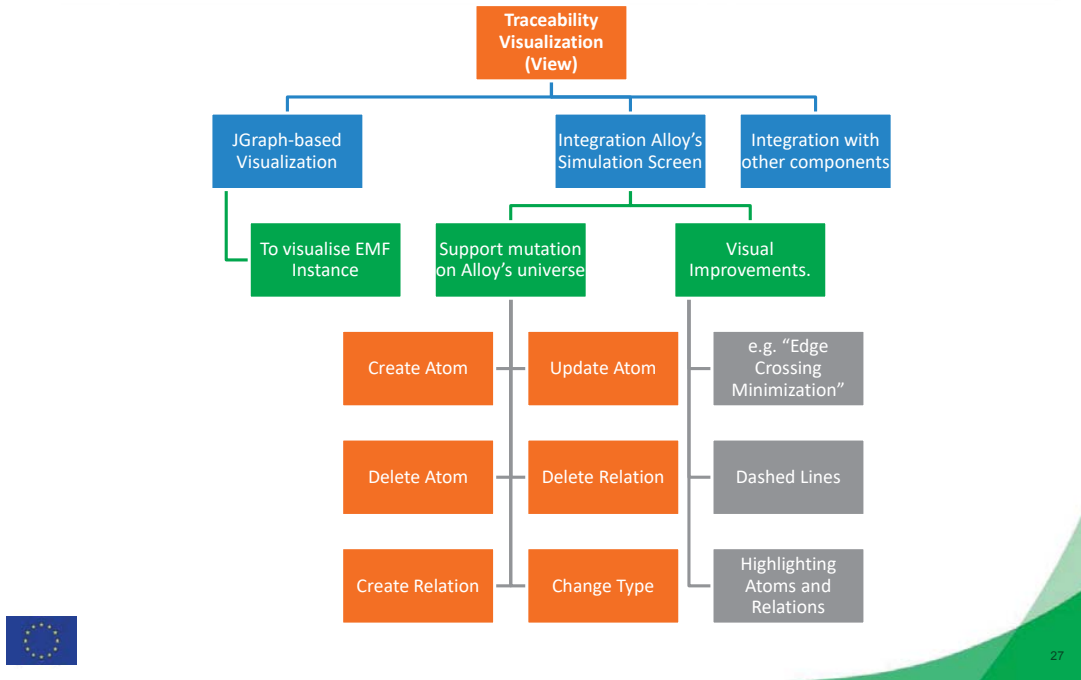 Traceability
Visualization
(View)
JGraph-based
Visualization
Integration Alloy’s
Simulation Screen
Integration with
other components
To visualise EMF
Instance
Support mutation
on Alloy’s universe
Visual
Improvements.
Create Atom
Update Atom
e.g. “Edge
Crossing
Minimization”
Delete Atom
Delete Relation
Dashed Lines
Create Relation
Change Type
Highlighting
Atoms and
Relations
27